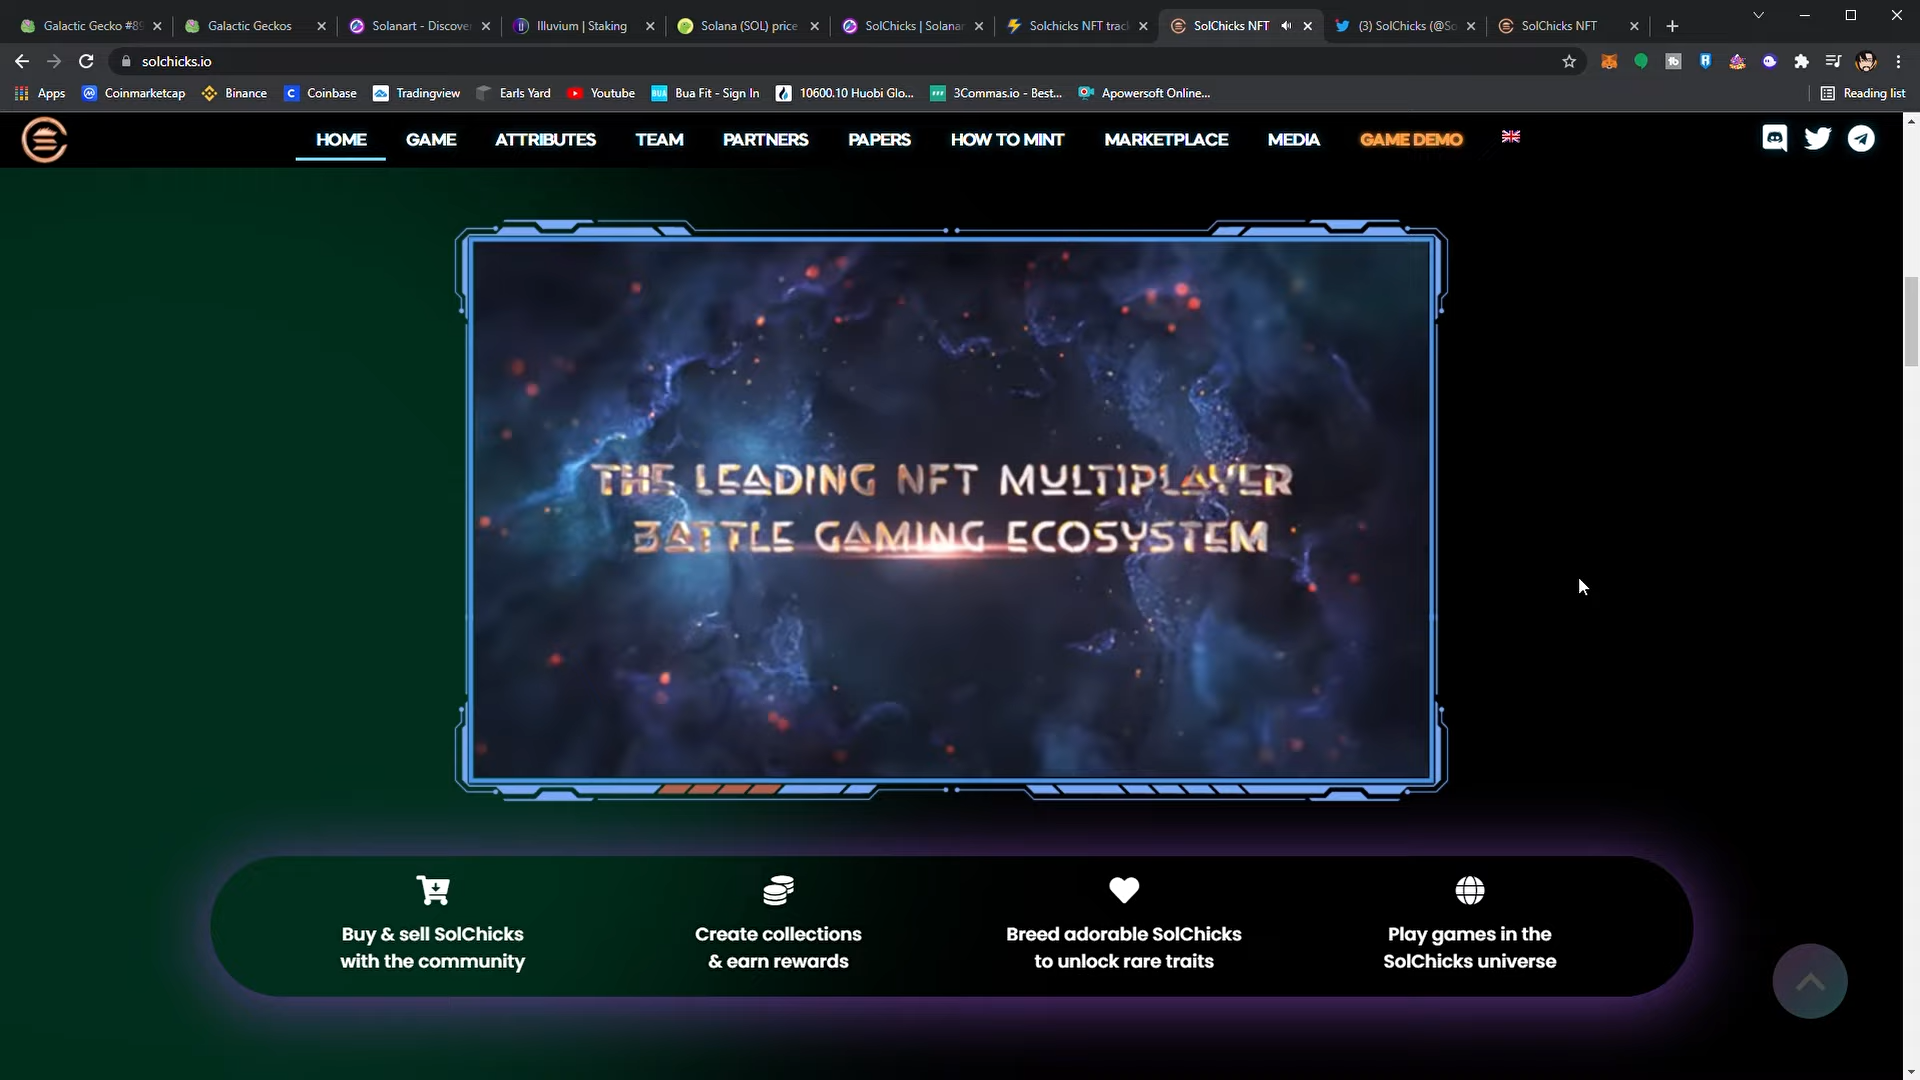 Galactic Gecko #89
Galactic Geckos
Solanart - Discover
Illuvium | Staking
Solana (SOL) price
SolChicks | Solanar
Solchicks NFT trac
SolChicks NFT
(3) SolChicks (@So
SolChicks NFT
solchicks.io
Apps
Coinmarketcap
Binance
Coinbase
Tradingview
Earls Yard
Youtube
Bua Fit - Sign In
10600.10 Huobi Glo...
3Commas.io - Best...
Apowersoft Online...
Reading list
HOME
GAME
ATTRIBUTES
TEAM
PARTNERS
PAPERS
HOW TO MINT
MARKETPLACE
MEDIA
GAME DEMO
THE LEADING NFT MULTIPLAYER
BATTLE GAMING ECOSYSTEM
Buy & sell SolChicks
with the community
Create collections
& earn rewards
Breed adorable SolChicks
to unlock rare traits
Play games in the
SolChicks universe